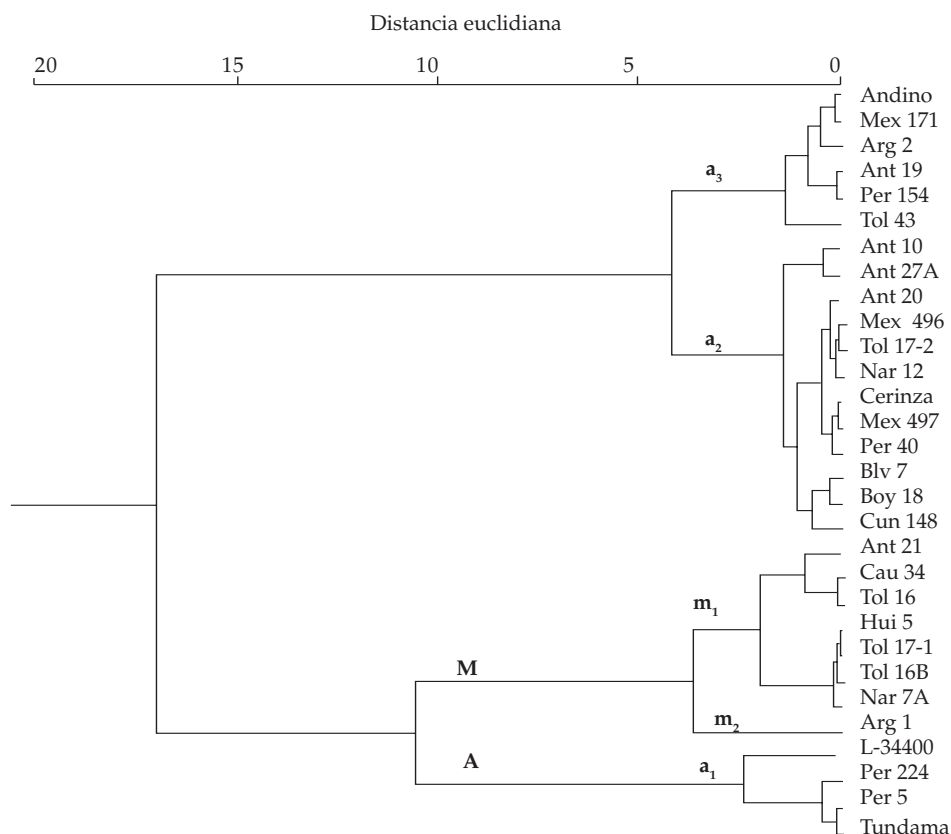 Distancia euclidiana
20 15 10 5 0
Andino
Mex 171
Arg 2
a3
Ant 19
Per 154
Tol 43
Ant 10
Ant 27A
Ant 20
Mex 496
a2
Tol 17-2
Nar 12
Cerinza
Mex 497
Per 40
Blv 7
Boy 18
Cun 148
Ant 21
Cau 34
m1
Tol 16
Hui 5
Tol 17-1
M
Tol 16B
Nar 7A
m2
Arg 1
L-34400
A
a1
Per 224
Per 5
Tundama